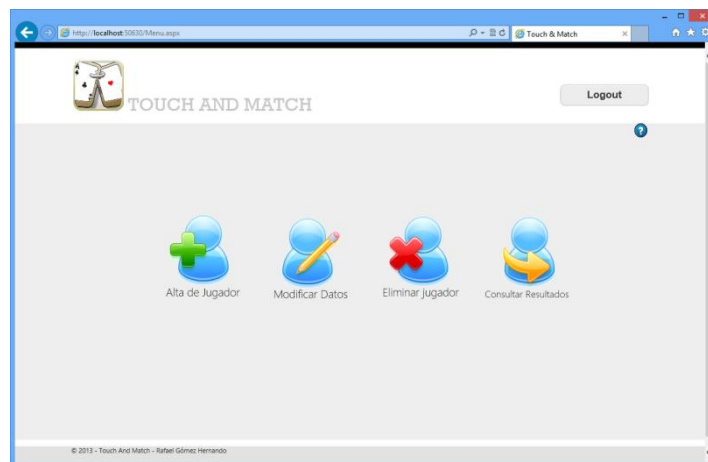 http://localhost:50630/Menu.aspx
Touch & Match
TOUCH AND MATCH
Logout
?
Alta de Jugador
Modificar Datos
Eliminar jugador
Consultar Resultados
© 2013 - Touch And Match - Rafael Gómez Hernando